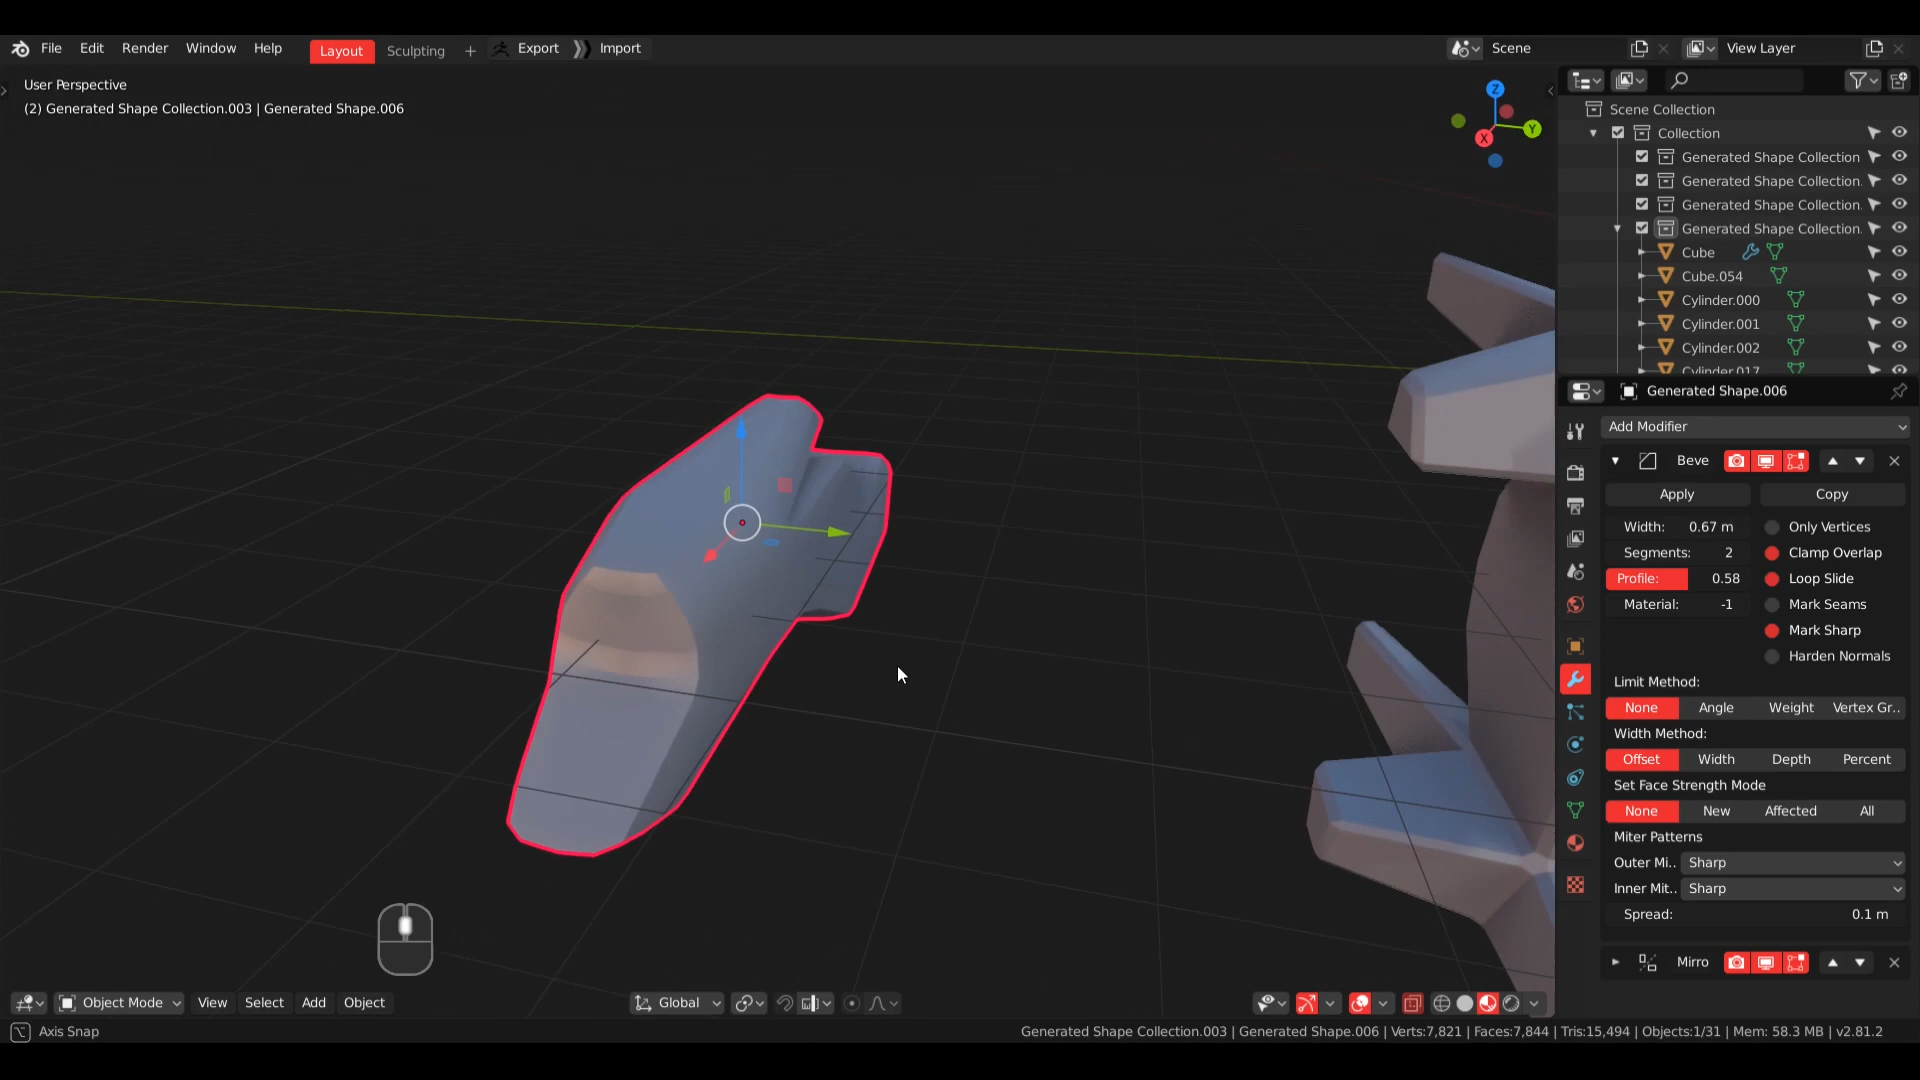 File Edit Render Window Help Layout Sculpting + Export Import Scene View Layer
User Perspective
(2) Generated Shape Collection.003 | Generated Shape.006
Z
Y
X
Scene Collection
Collection
Generated Shape Collection
Generated Shape Collection.
Generated Shape Collection.
Generated Shape Collection.
Cube
Cube.054
Cylinder.000
Cylinder.001
Cylinder.002
Cylinder.017
Generated Shape.006
Add Modifier
Beve
Apply Copy
Width: 0.67 m Only Vertices
Segments: 2 Clamp Overlap
Profile: 0.58 Loop Slide
Material: -1 Mark Seams
Mark Sharp
Harden Normals
Limit Method:
None Angle Weight Vertex Gr..
Width Method:
Offset Width Depth Percent
Set Face Strength Mode
None New Affected All
Miter Patterns
Outer Mi.. Sharp
Inner Mit.. Sharp
Spread: 0.1 m
Mirro
Object Mode View Select Add Object Global
Axis Snap
Generated Shape Collection.003 | Generated Shape.006 | Verts:7,821 | Faces:7,844 | Tris:15,494 | Objects:1/31 | Mem: 58.3 MB | v2.81.2